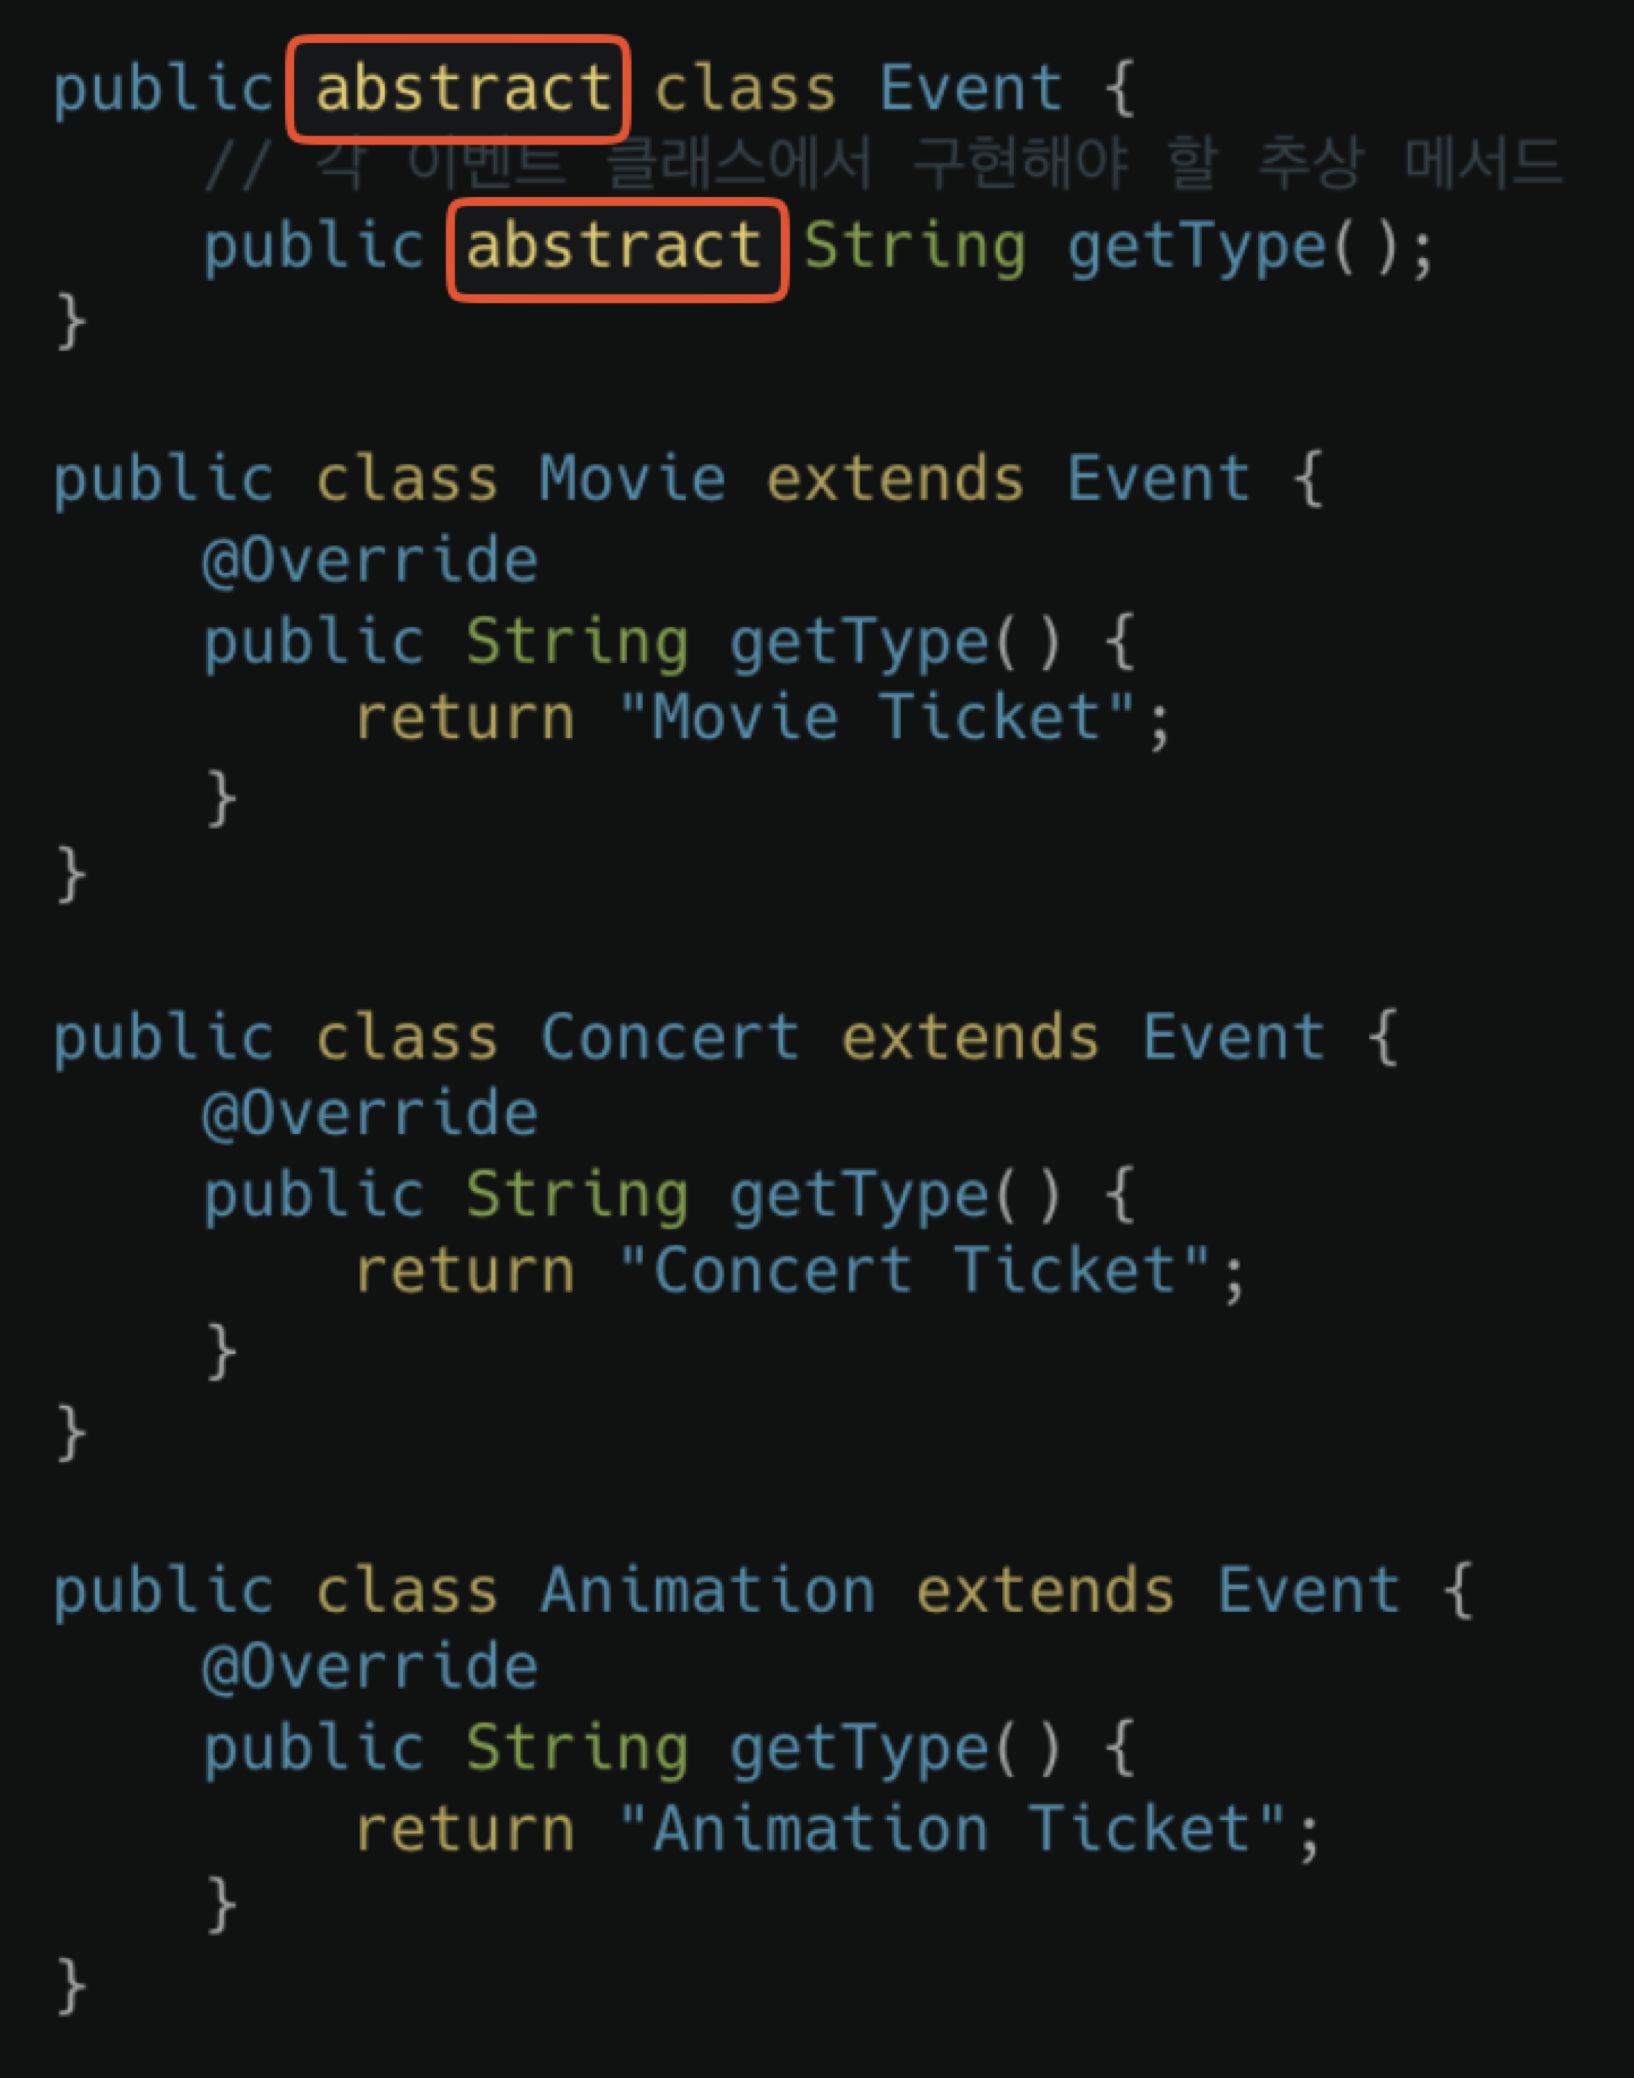 public abstract class Event {
    // 각 이벤트 클래스에서 구현해야 할 추상 메서드
    public abstract String getType();
}
public class Movie extends Event {
    @Override
    public String getType() {
        return "Movie Ticket";
    }
}
public class Concert extends Event {
    @Override
    public String getType() {
        return "Concert Ticket";
    }
}
public class Animation extends Event {
    @Override
    public String getType() {
        return "Animation Ticket";
    }
}